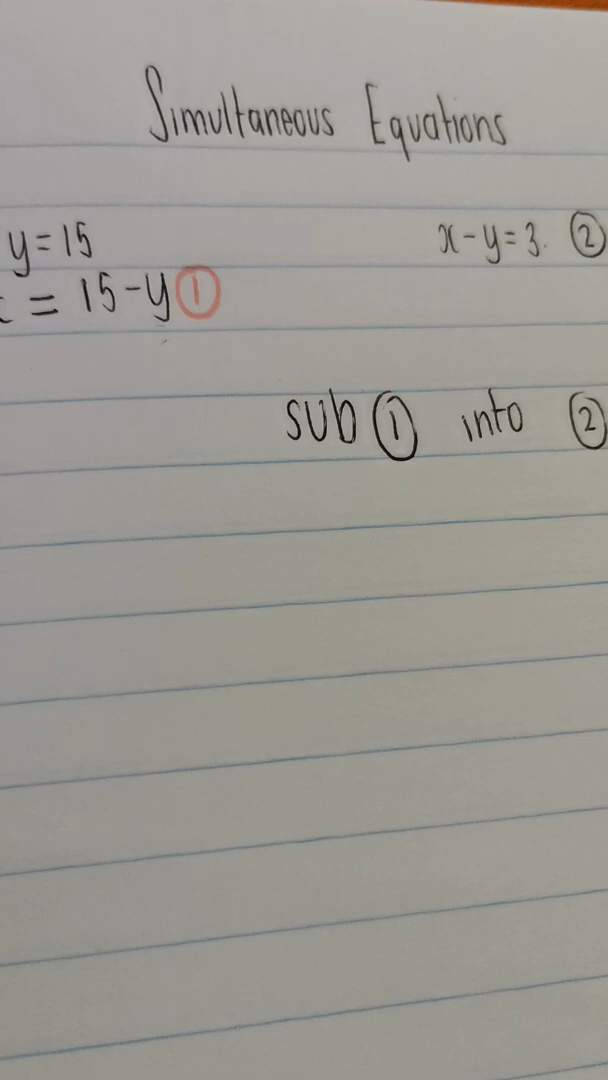 Simultaneous Equations
y = 15
x - y = 3. ②
= 15 - y ①
sub ① into ②